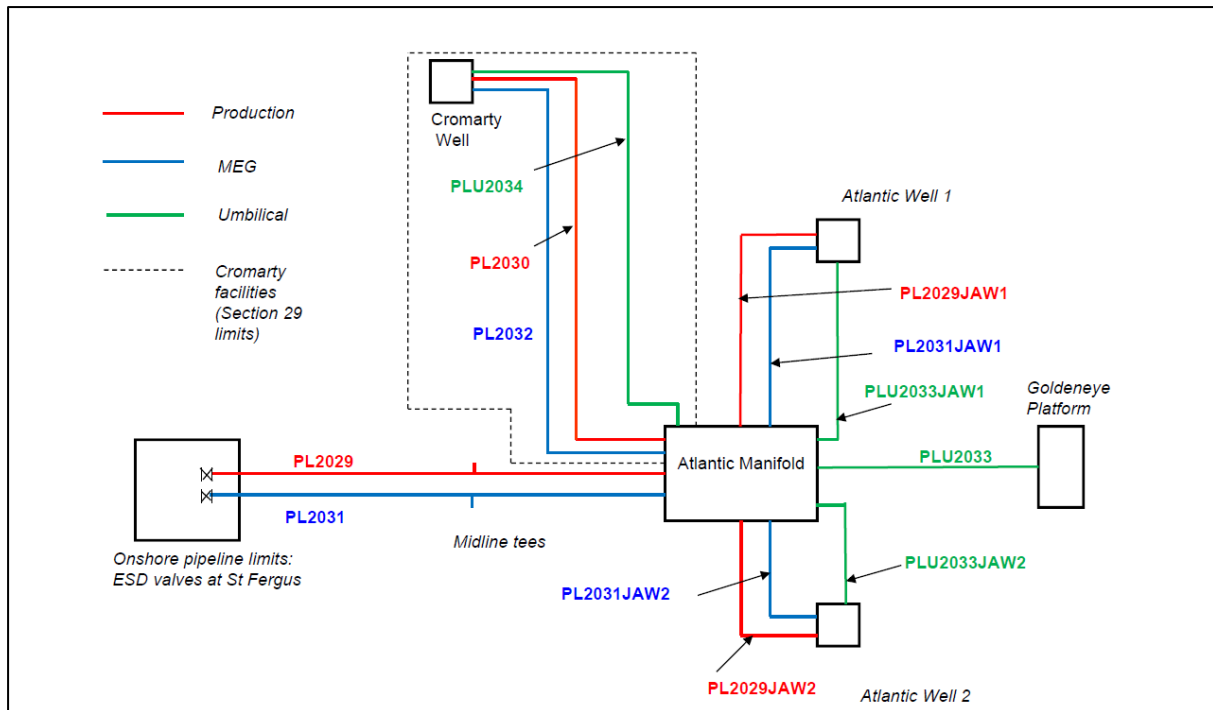 Production
MEG
Umbilical
Cromarty
facilities
(Section 29
limits)
Cromarty
Well
PLU2034
PL2030
PL2032
Atlantic Well 1
PL2029JAW1
PL2031JAW1
PLU2033JAW1
Goldeneye
Platform
PL2029
PL2031
Midline tees
Onshore pipeline limits:
ESD valves at St Fergus
Atlantic Manifold
PLU2033
PLU2033JAW2
PL2031JAW2
PL2029JAW2
Atlantic Well 2